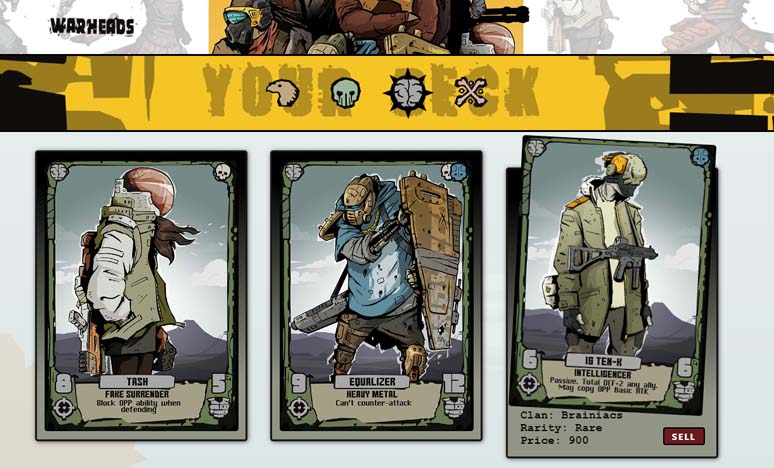 WARHEADS
YOUR DECK
8
TASH
5
FAKE SURRENDER
Block OPP ability when
defending
9
EQUALIZER
12
HEAVY METAL
Can't counter-attack
6
IG TEN-K
6
INTELLIGENCER
Passive. Total DEF+2 any ally.
May copy OPP Basic ATK
Clan: Brainiacs
Rarity: Rare
Price: 900
SELL